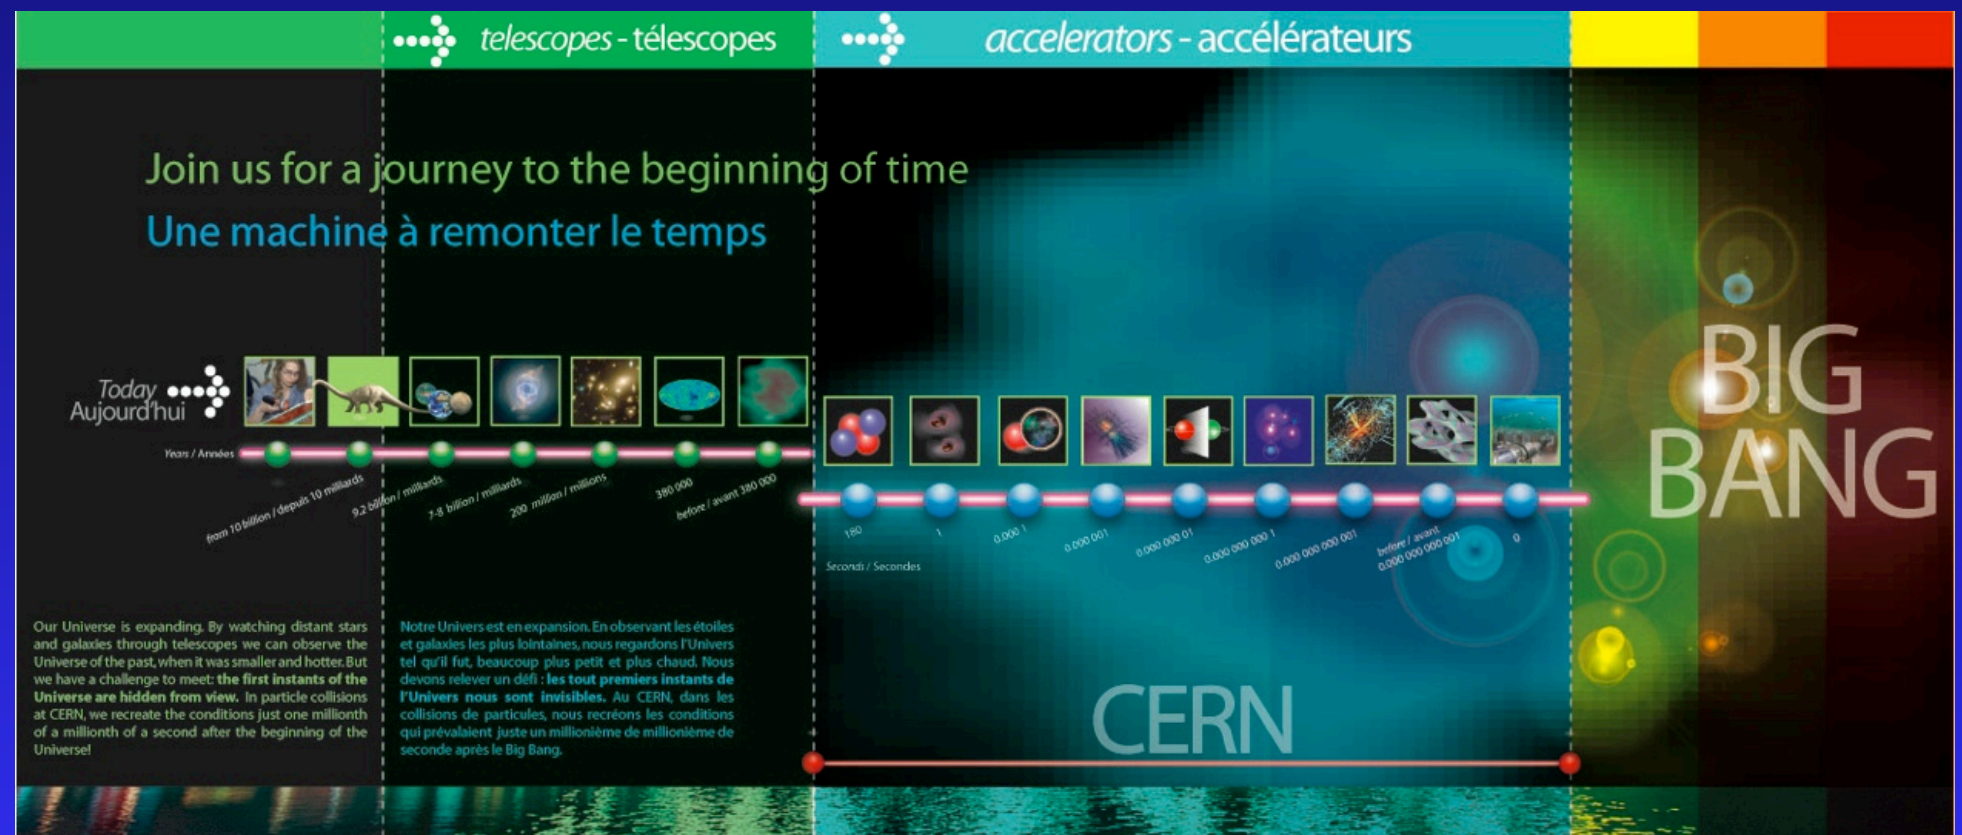 telescopes - télescopes
accelerators - accélérateurs
Join us for a journey to the beginning of time
Une machine à remonter le temps
Today
Aujourd'hui
Years / Années
from 10 billion / depuis 10 milliards
9.2 billion / milliards
7-8 billion / milliards
200 million / millions
380 000
before / avant 380 000
180
1
0.000 1
0.000 001
0.000 000 01
0.000 000 000 1
0.000 000 000 001
before / avant
0.000 000 000 001
0
Seconds / Secondes
BIG
BANG
Our Universe is expanding. By watching distant stars
and galaxies through telescopes we can observe the
Universe of the past, when it was smaller and hotter. But
we have a challenge to meet: the first instants of the
Universe are hidden from view. In particle collisions
at CERN, we recreate the conditions just one millionth
of a millionth of a second after the beginning of the
Universe!
Notre Univers est en expansion. En observant les étoiles
et galaxies les plus lointaines, nous regardons l'Univers
tel qu'il fut, beaucoup plus petit et plus chaud. Nous
devons relever un défi : les tout premiers instants de
l'Univers nous sont invisibles. Au CERN, dans les
collisions de particules, nous recréons les conditions
qui prévalaient juste un millionième de millionième de
seconde après le Big Bang.
CERN